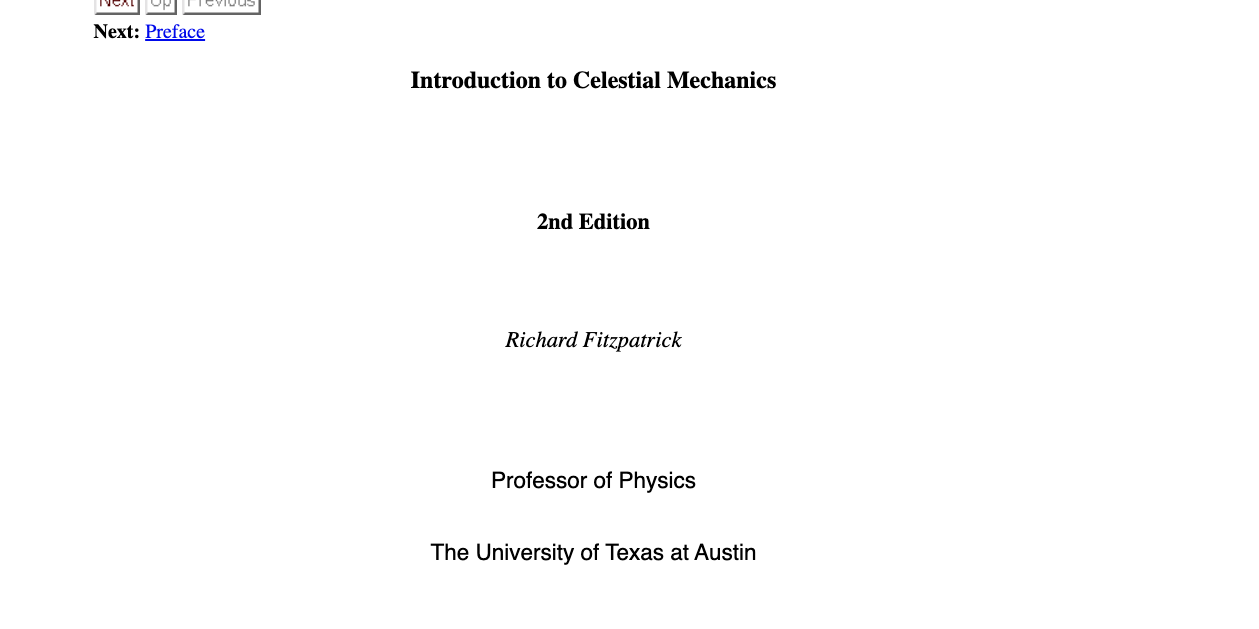 Next Up Previous
Next: Preface
Introduction to Celestial Mechanics
2nd Edition
Richard Fitzpatrick
Professor of Physics
The University of Texas at Austin